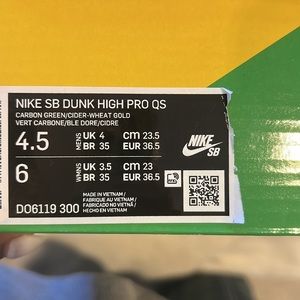 NIKE SB DUNK HIGH PRO QS
CARBON GREEN/CIDER-WHEAT GOLD
VERT CARBONE/BLE DORE/CIDRE
4.5 MENS UK 4 cm 23.5
BR 35 EUR 36.5
6 WMNS UK 3.5 cm 23
BR 35 EUR 36.5
NIKE
SB
DO6119 300
MADE IN VIETNAM /
FABRIQUÉ AU VIETNAM /
FABRICADO NO VIETNÃ /
HECHO EN VIETNAM